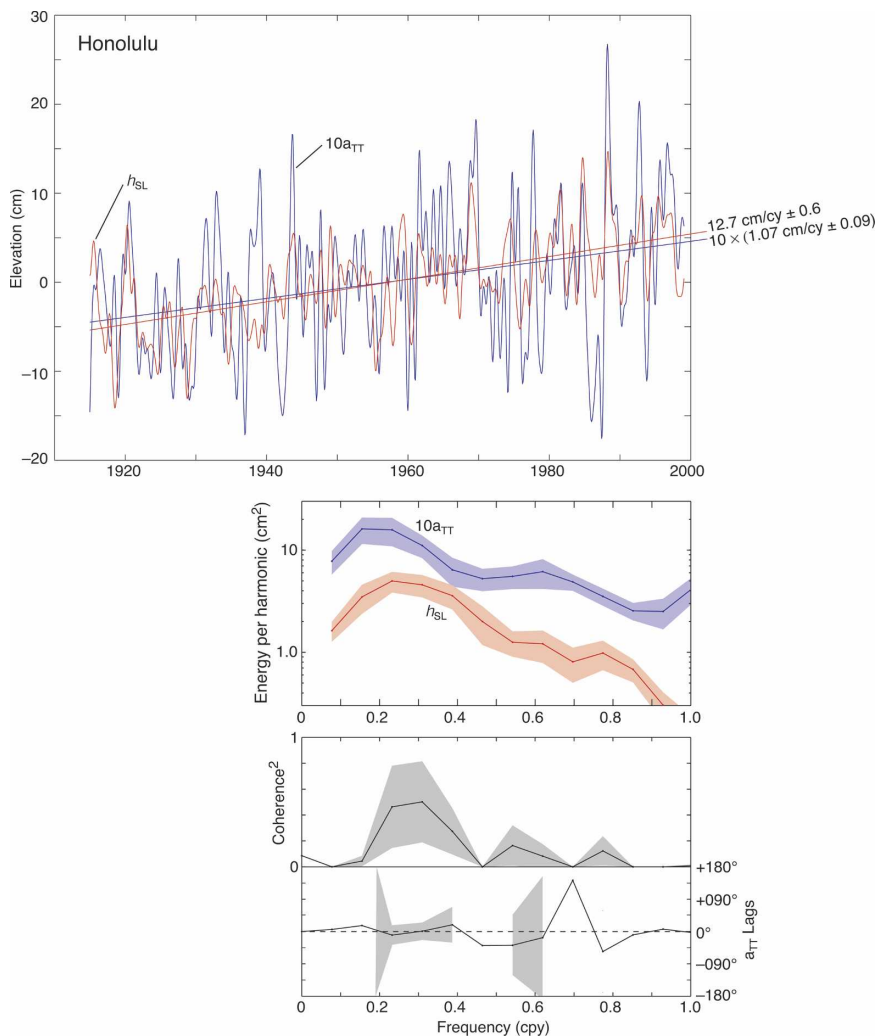 Honolulu
30
20
10
0
−10
−20
Elevation (cm)
h_SL
10a_TT
12.7 cm/cy ± 0.6
10 × (1.07 cm/cy ± 0.09)
1920
1940
1960
1980
2000
Energy per harmonic (cm²)
10
1.0
10a_TT
h_SL
0
0.2
0.4
0.6
0.8
1.0
Coherence²
1
0
+180°
+090°
0°
−090°
−180°
a_TT Lags
0
0.2
0.4
0.6
0.8
1.0
Frequency (cpy)